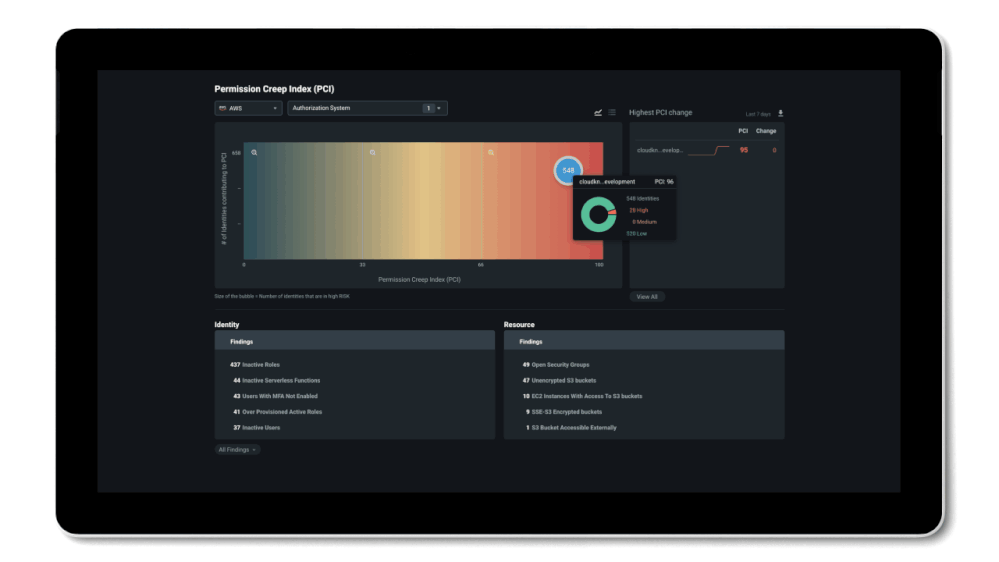 Permission Creep Index (PCI)
AWS
Authorization System
1
Highest PCI change
Last 7 days
PCI Change
cloudkn...evelop... 95 0
# of Identities contributing to PCI
548
cloudkn...evelopment PCI: 96
548 Identities
0 Medium
Low
0 33 66 100
Permission Creep Index (PCI)
Size of the bubble = Number of identities that are in high RISK
View All
Identity
Findings
437 Inactive Roles
44 Inactive Serverless Functions
43 Users With MFA Not Enabled
41 Over Provisioned Active Roles
37 Inactive Users
All Findings
Resource
Findings
49 Open Security Groups
47 Unencrypted S3 buckets
10 EC2 Instances With Access To S3 buckets
9 SSE-S3 Encrypted buckets
1 S3 Bucket Accessible Externally